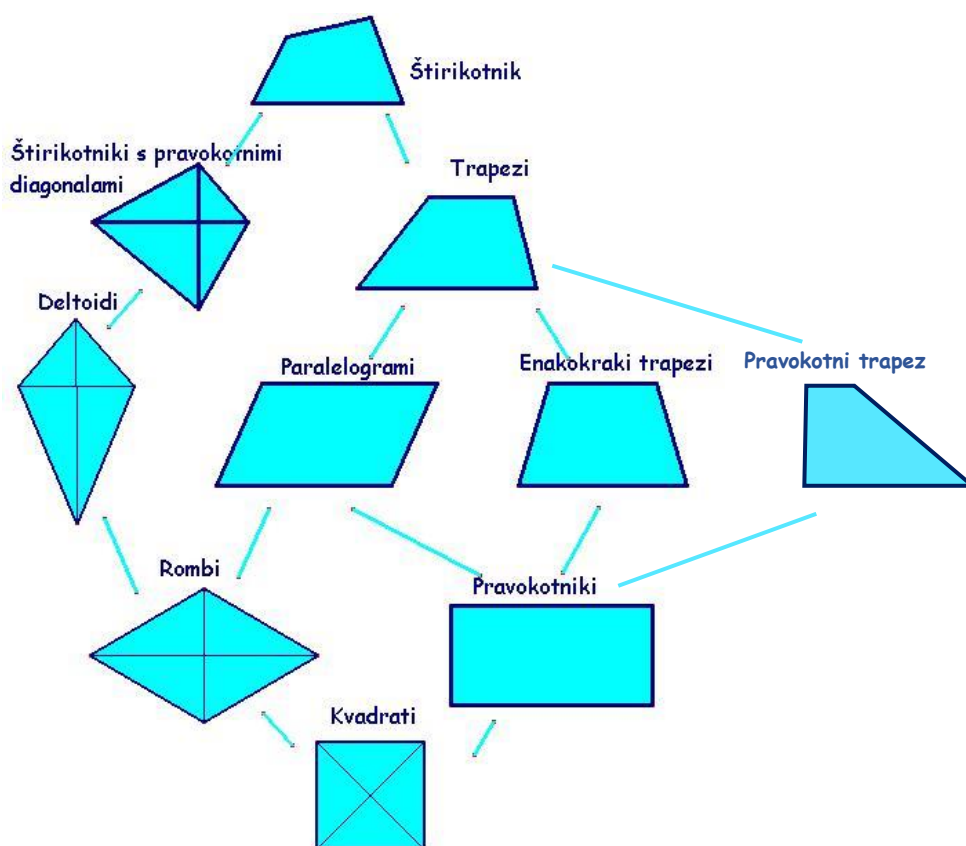 Štirikotnik
Štirikotniki s pravokotnimi
diagonalami
Trapezi
Deltoidi
Paralelogrami
Enakokraki trapezi
Pravokotni trapez
Rombi
Pravokotniki
Kvadrati